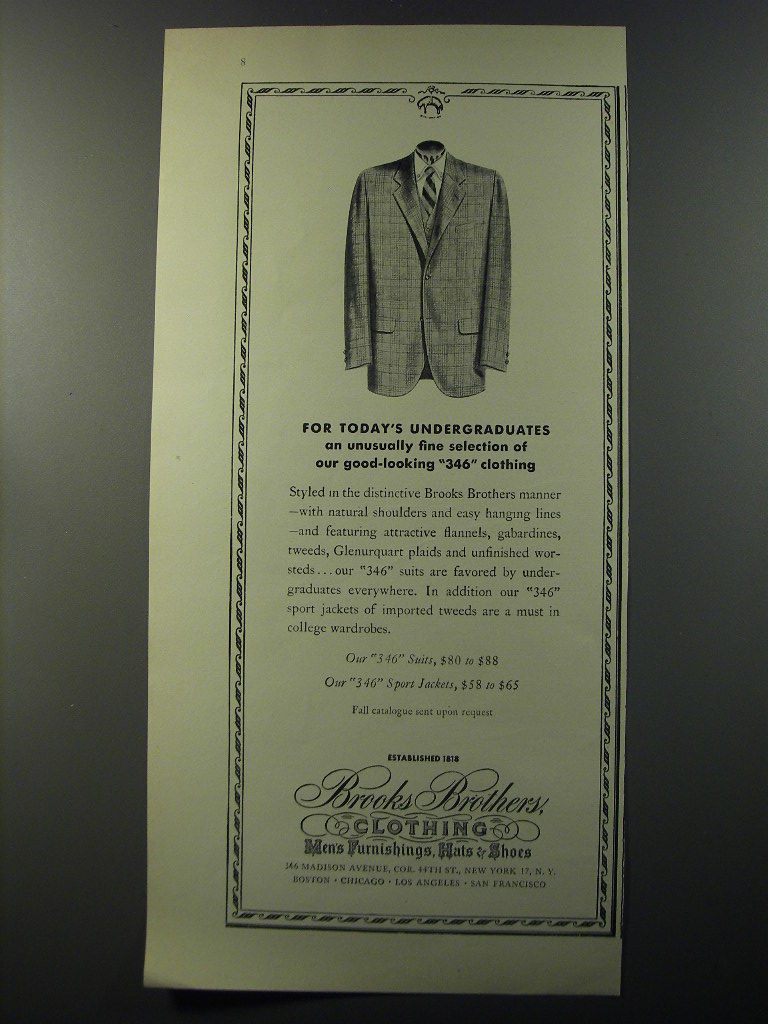 8
FOR TODAY'S UNDERGRADUATES
an unusually fine selection of
our good-looking "346" clothing
Styled in the distinctive Brooks Brothers manner
—with natural shoulders and easy hanging lines
—and featuring attractive flannels, gabardines,
tweeds, Glenurquart plaids and unfinished wor-
steds...our "346" suits are favored by under-
graduates everywhere. In addition our "346"
sport jackets of imported tweeds are a must in
college wardrobes.
Our "346" Suits, $80 to $88
Our "346" Sport Jackets, $58 to $65
Fall catalogue sent upon request
ESTABLISHED 1818
Brooks Brothers,
CLOTHING
Men's Furnishings, Hats & Shoes
346 MADISON AVENUE, COR. 44TH ST., NEW YORK 17, N. Y.
BOSTON • CHICAGO • LOS ANGELES • SAN FRANCISCO